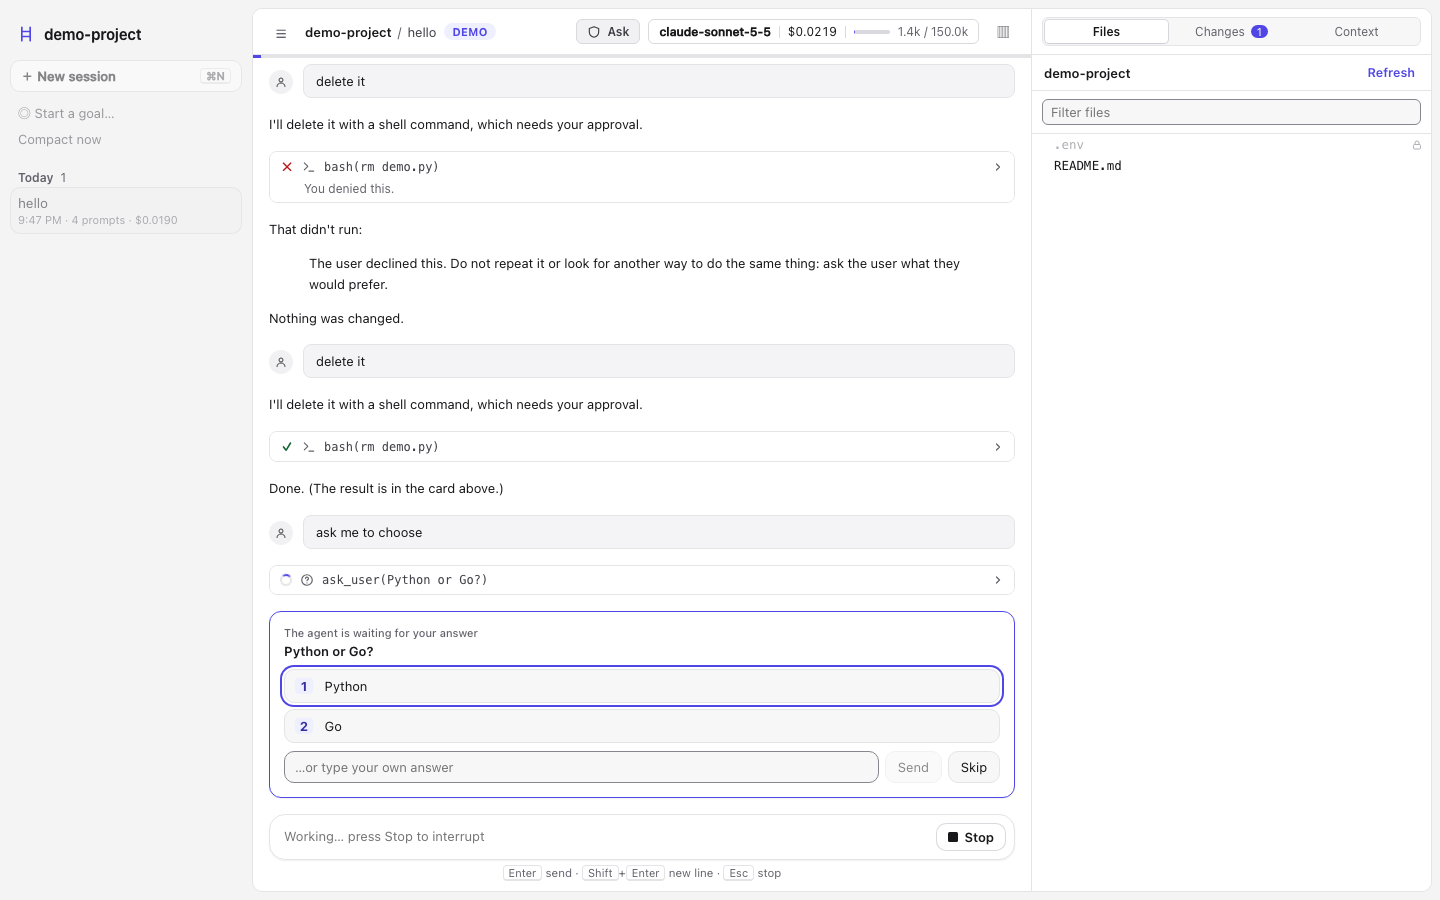 demo-project
+ New session ⌘N
Start a goal...
Compact now
Today 1
hello
9:47 PM · 4 prompts · $0.0190
demo-project / hello DEMO
Ask
claude-sonnet-5-5 $0.0219 1.4k / 150.0k
delete it
I'll delete it with a shell command, which needs your approval.
bash(rm demo.py)
You denied this.
That didn't run:
The user declined this. Do not repeat it or look for another way to do the same thing: ask the user what they
would prefer.
Nothing was changed.
delete it
I'll delete it with a shell command, which needs your approval.
bash(rm demo.py)
Done. (The result is in the card above.)
ask me to choose
ask_user(Python or Go?)
The agent is waiting for your answer
Python or Go?
1 Python
2 Go
...or type your own answer Send Skip
Working... press Stop to interrupt Stop
Enter send · Shift+Enter new line · Esc stop
Files Changes 1 Context
demo-project Refresh
Filter files
.env
README.md